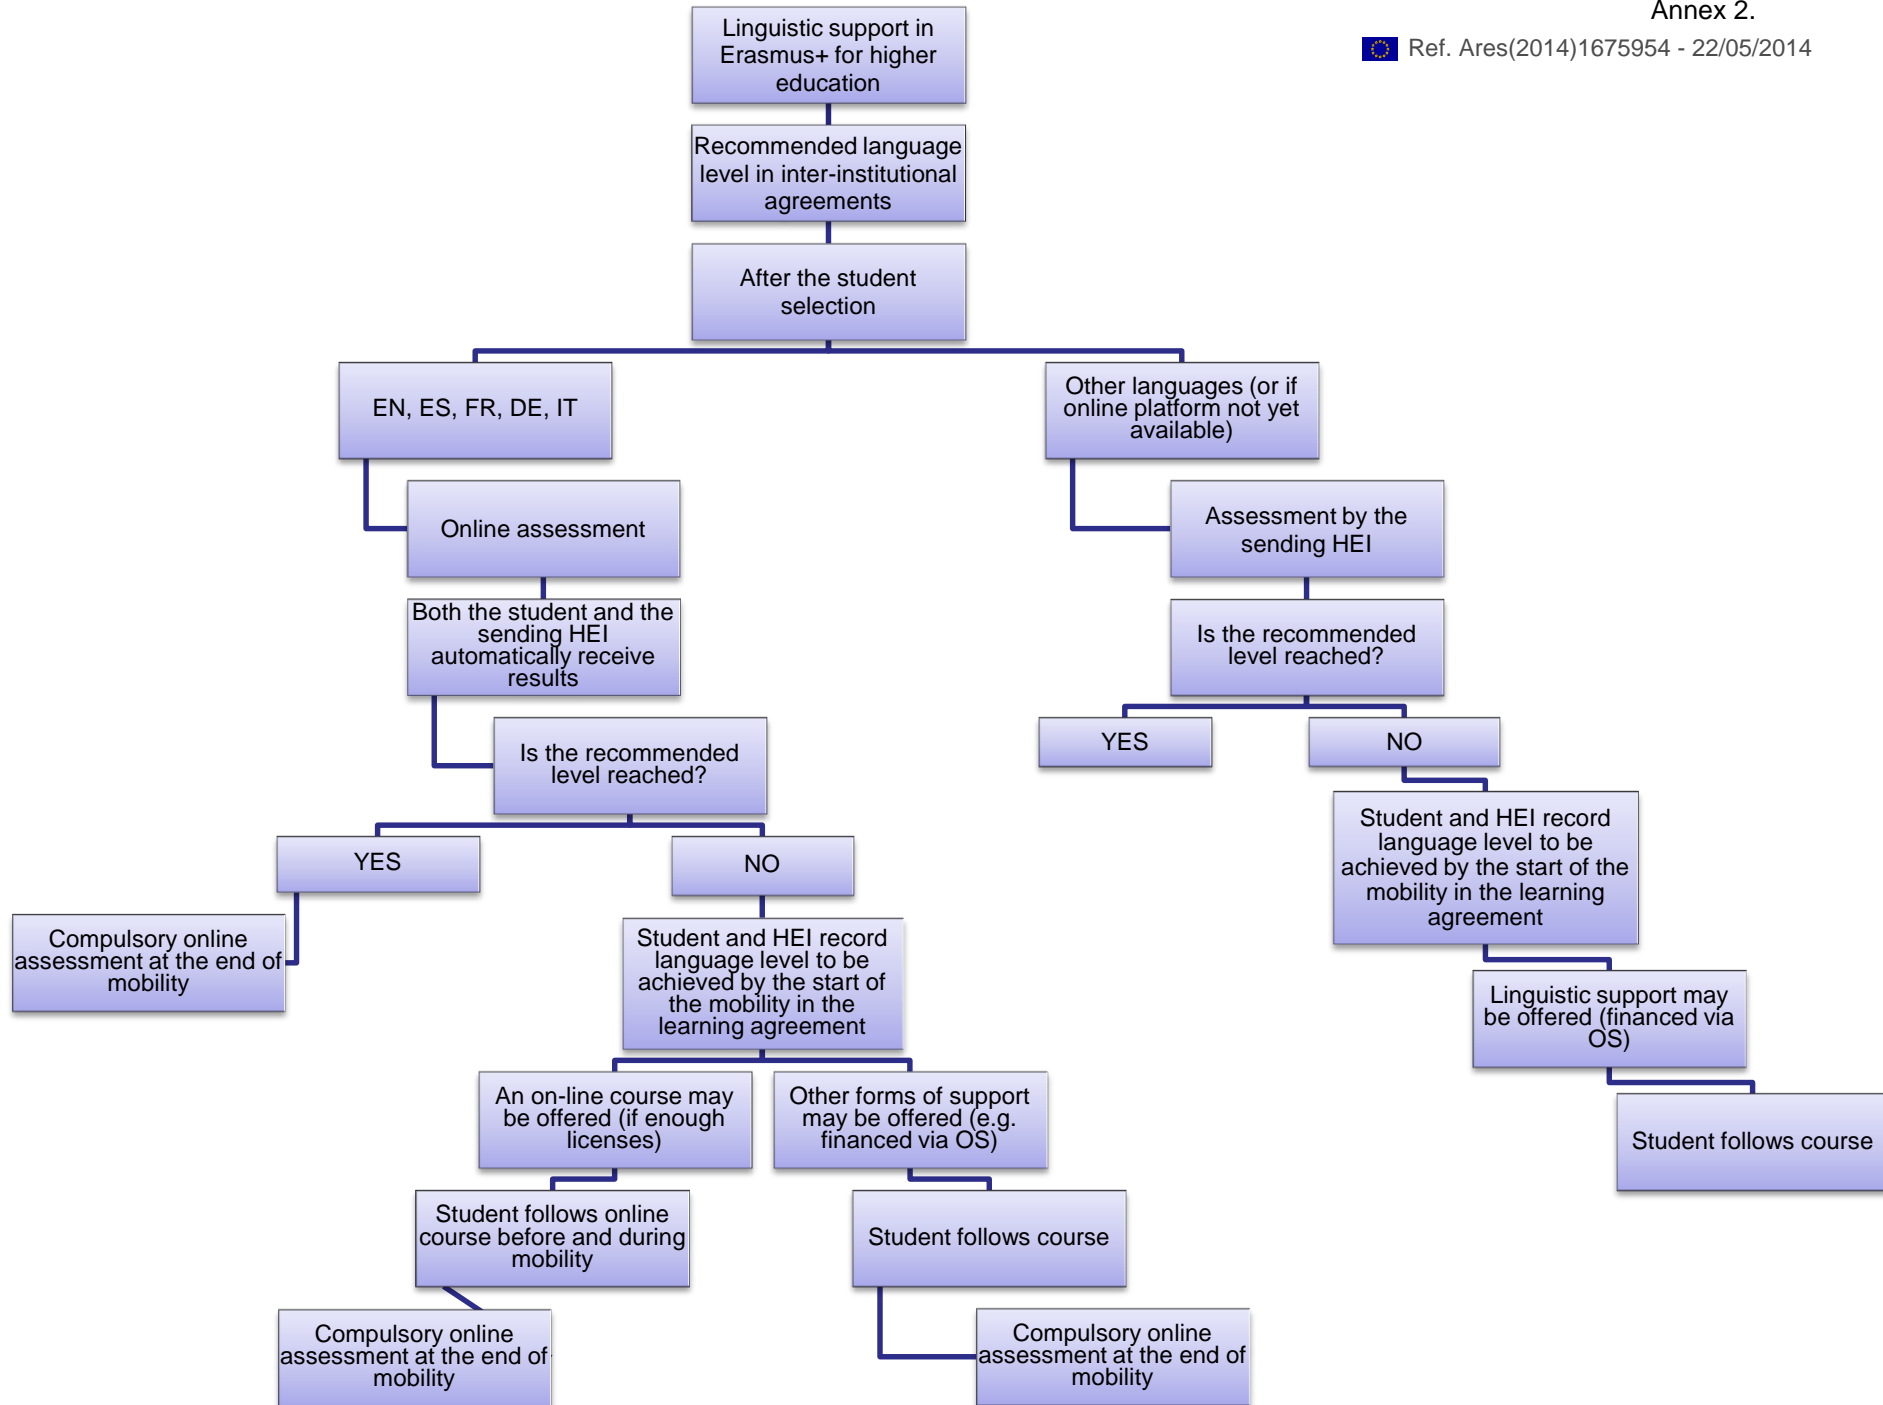 Annex 2.
Ref. Ares(2014)1675954 - 22/05/2014
Linguistic support in
Erasmus+ for higher
education
Recommended language
level in inter-institutional
agreements
After the student
selection
EN, ES, FR, DE, IT
Online assessment
Both the student and the
sending HEI
automatically receive
results
Is the recommended
level reached?
YES
Compulsory online
assessment at the end of
mobility
NO
Student and HEI record
language level to be
achieved by the start of
the mobility in the
learning agreement
An on-line course may
be offered (if enough
licenses)
Student follows online
course before and during
mobility
Compulsory online
assessment at the end of
mobility
Other forms of support
may be offered (e.g.
financed via OS)
Student follows course
Compulsory online
assessment at the end of
mobility
Other languages (or if
online platform not yet
available)
Assessment by the
sending HEI
Is the recommended
level reached?
YES
NO
Student and HEI record
language level to be
achieved by the start of the
mobility in the learning
agreement
Linguistic support may
be offered (financed via
OS)
Student follows course